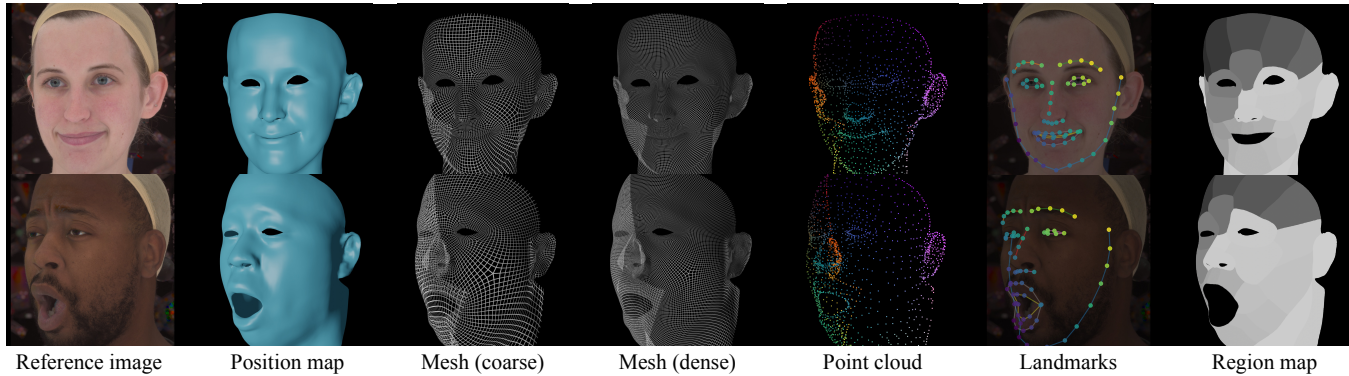 Reference image
Position map
Mesh (coarse)
Mesh (dense)
Point cloud
Landmarks
Region map